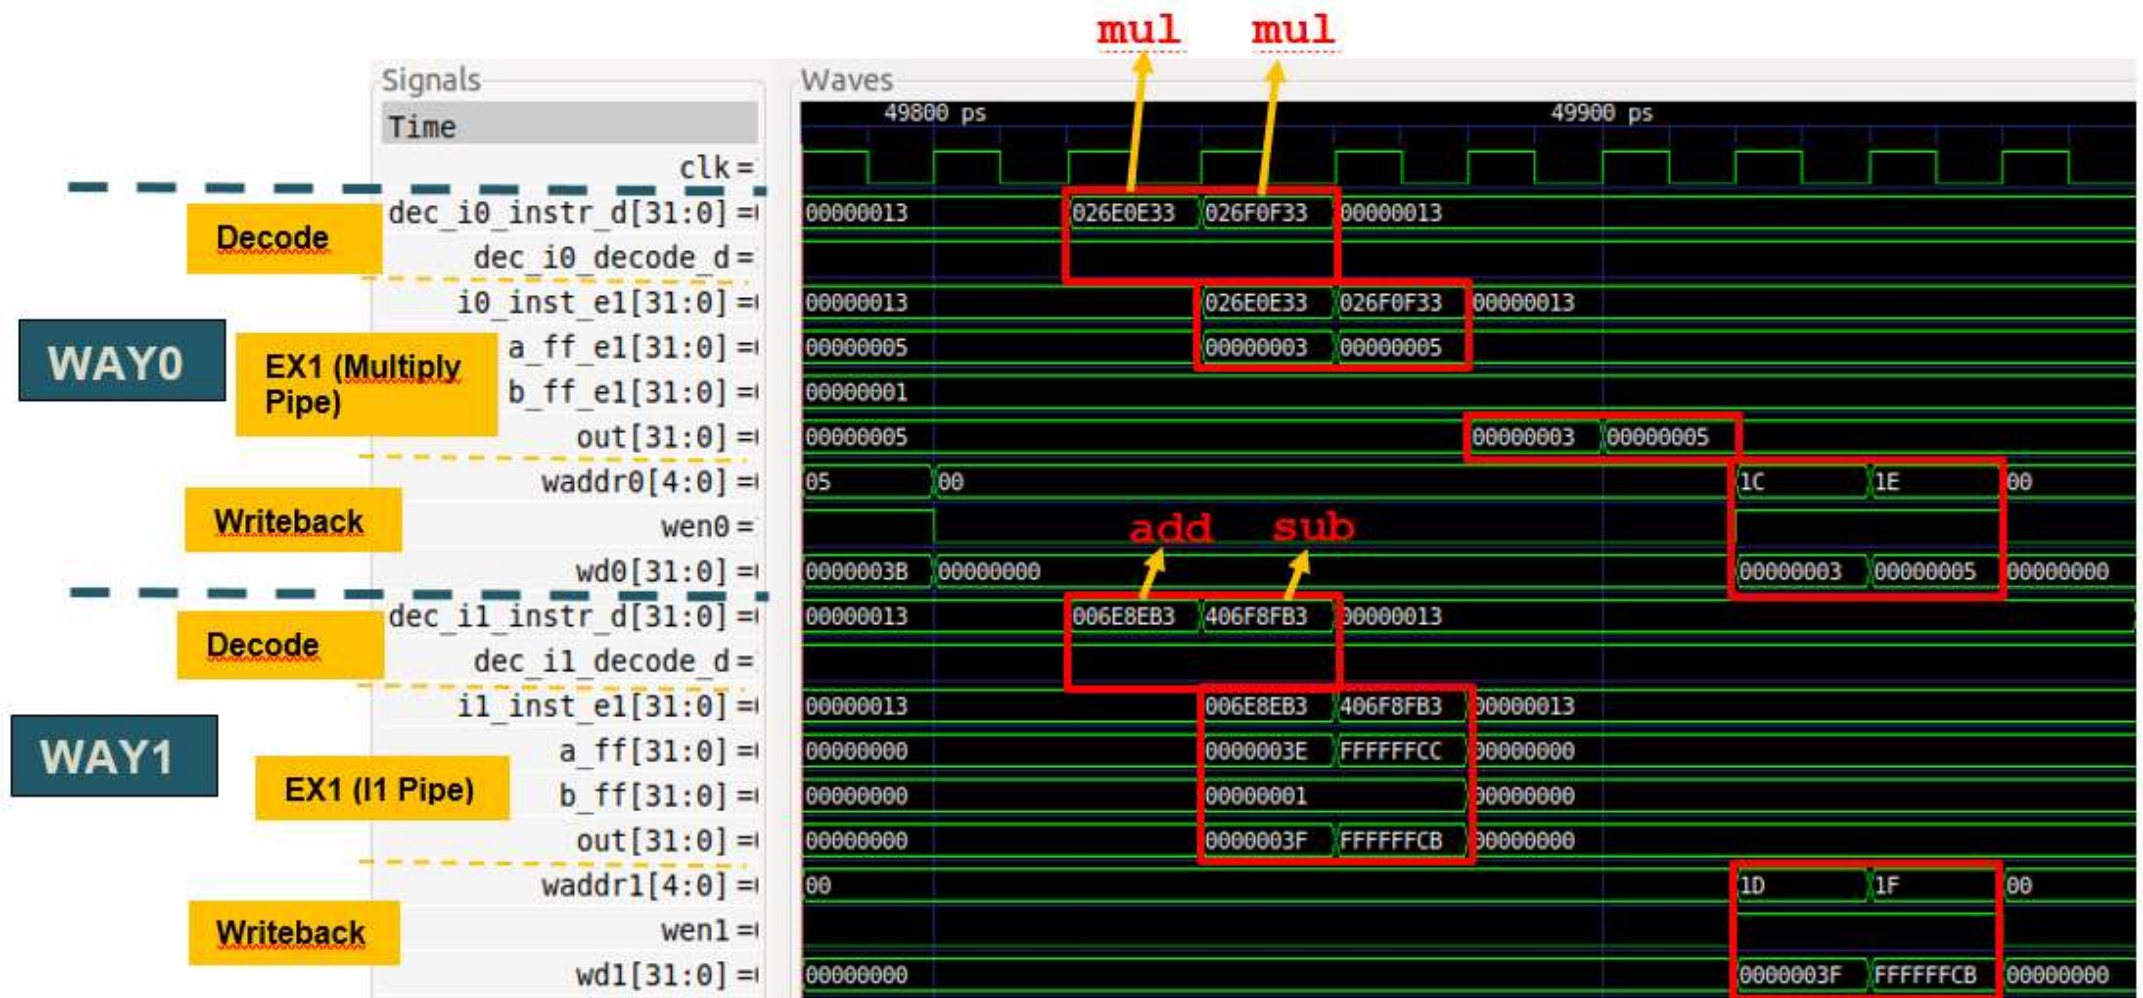 mul mul
Signals Waves
Time 49800 ps 49900 ps
clk=
Decode
dec_i0_instr_d[31:0]= 00000013 026E0E33 026F0F33 00000013
dec_i0_decode_d=
WAY0
EX1 (Multiply
Pipe)
i0_inst_e1[31:0]= 00000013 026E0E33 026F0F33 00000013
a_ff_e1[31:0]= 00000005 00000003 00000005
b_ff_e1[31:0]= 00000001
out[31:0]= 00000005 00000003 00000005
Writeback
waddr0[4:0]= 05 00 1C 1E 00
wen0=
add sub
wd0[31:0]= 0000003B 00000000 00000003 00000005 00000000
Decode
dec_i1_instr_d[31:0]= 00000013 006E8EB3 406F8FB3 00000013
dec_i1_decode_d=
WAY1
EX1 (I1 Pipe)
i1_inst_e1[31:0]= 00000013 006E8EB3 406F8FB3 00000013
a_ff[31:0]= 00000000 0000003E FFFFFFCC 00000000
b_ff[31:0]= 00000000 00000001 00000000
out[31:0]= 00000000 0000003F FFFFFFCB 00000000
Writeback
waddr1[4:0]= 00 1D 1F 00
wen1=
wd1[31:0]= 00000000 0000003F FFFFFFCB 00000000